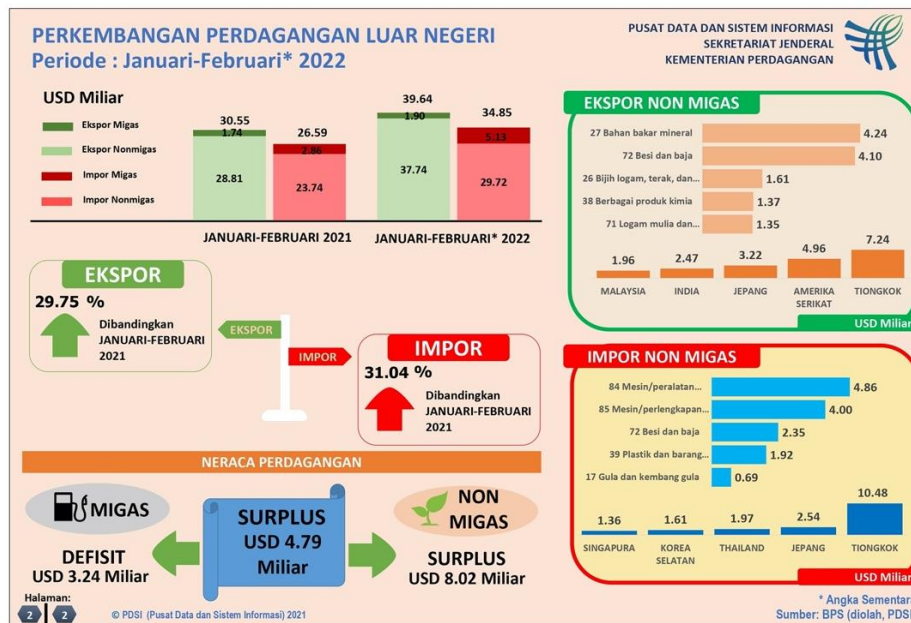 PERKEMBANGAN PERDAGANGAN LUAR NEGERI
Periode : Januari-Februari* 2022
PUSAT DATA DAN SISTEM INFORMASI
SEKRETARIAT JENDERAL
KEMENTERIAN PERDAGANGAN
USD Miliar
Ekspor Migas
Ekspor Nonmigas
Impor Migas
Impor Nonmigas
30.55
1.74
28.81
26.59
2.86
23.74
39.64
1.90
37.74
34.85
5.13
29.72
JANUARI-FEBRUARI 2021
JANUARI-FEBRUARI* 2022
EKSPOR
29.75 %
Dibandingkan
JANUARI-FEBRUARI
2021
EKSPOR
IMPOR
IMPOR
31.04 %
Dibandingkan
JANUARI-FEBRUARI
2021
NERACA PERDAGANGAN
MIGAS
DEFISIT
USD 3.24 Miliar
SURPLUS
USD 4.79
Miliar
NON
MIGAS
SURPLUS
USD 8.02 Miliar
EKSPOR NON MIGAS
27 Bahan bakar mineral 4.24
72 Besi dan baja 4.10
26 Bijih logam, terak, dan… 1.61
38 Berbagai produk kimia 1.37
71 Logam mulia dan… 1.35
1.96 2.47 3.22 4.96 7.24
MALAYSIA INDIA JEPANG AMERIKA SERIKAT TIONGKOK
USD Miliar
IMPOR NON MIGAS
84 Mesin/peralatan… 4.86
85 Mesin/perlengkapan… 4.00
72 Besi dan baja 2.35
39 Plastik dan barang… 1.92
17 Gula dan kembang gula 0.69
1.36 1.61 1.97 2.54 10.48
SINGAPURA KOREA SELATAN THAILAND JEPANG TIONGKOK
USD Miliar
Halaman:
2 2
© PDSI (Pusat Data dan Sistem Informasi) 2021
* Angka Sementara
Sumber: BPS (diolah, PDSI